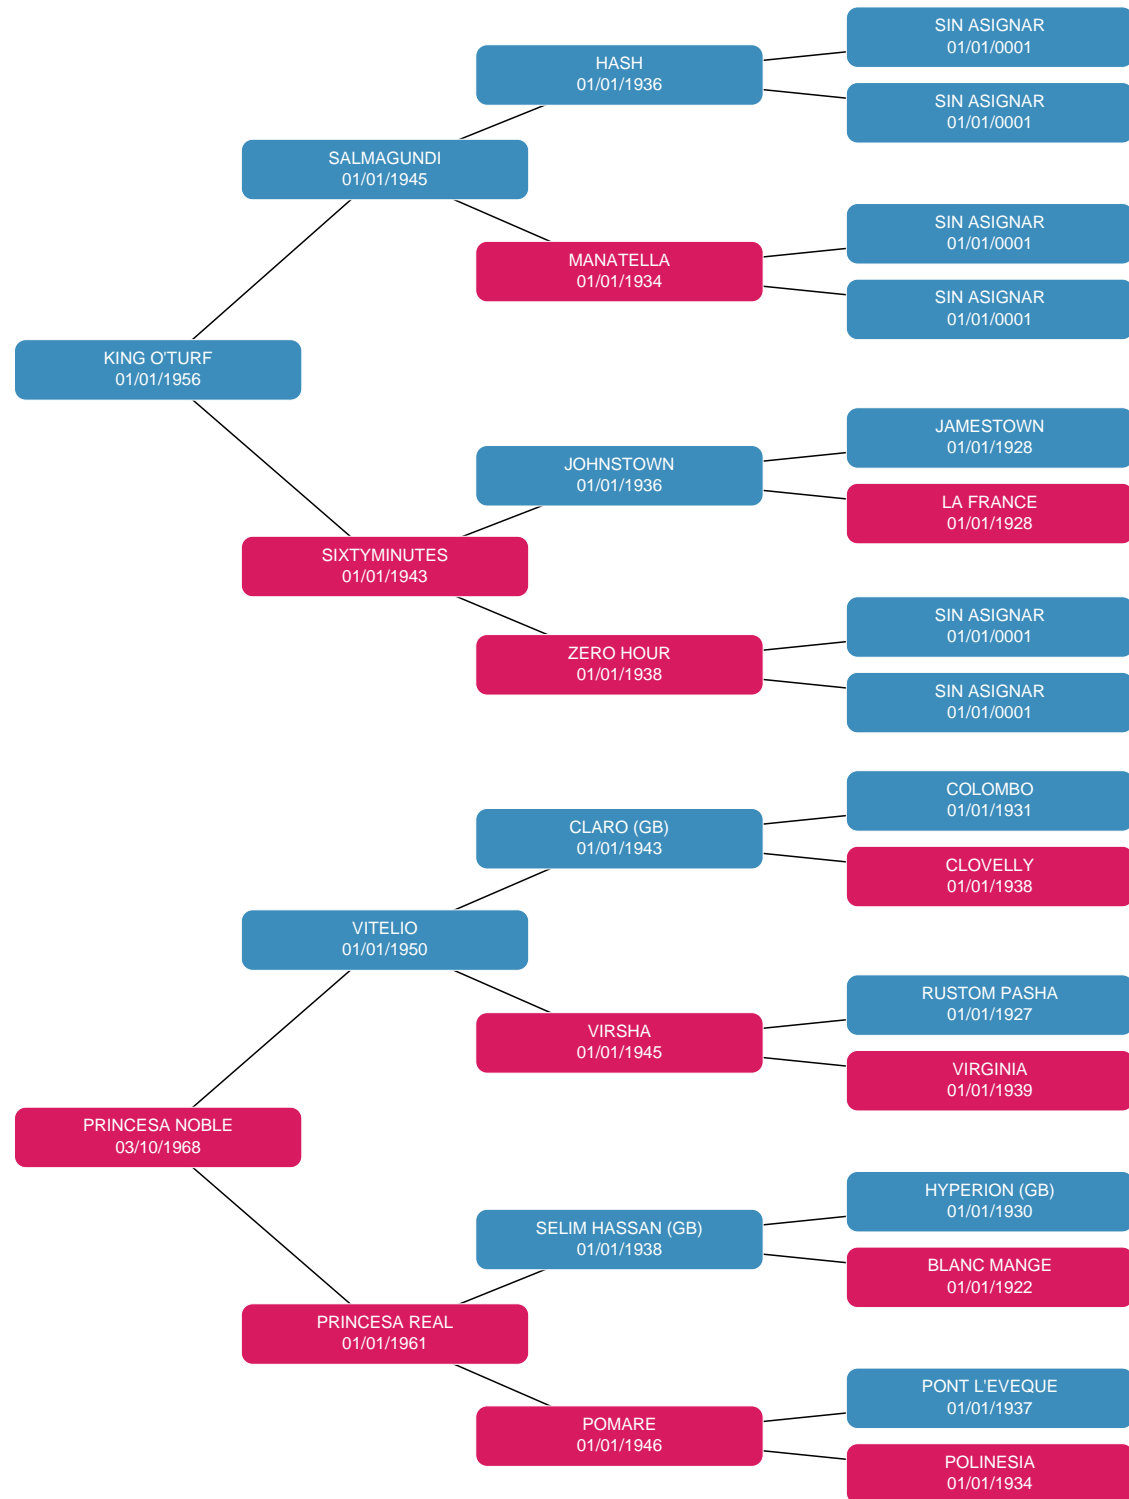 SIN ASIGNAR
01/01/0001
HASH
01/01/1936
SIN ASIGNAR
01/01/0001
SALMAGUNDI
01/01/1945
SIN ASIGNAR
01/01/0001
MANATELLA
01/01/1934
SIN ASIGNAR
01/01/0001
KING O'TURF
01/01/1956
JAMESTOWN
01/01/1928
JOHNSTOWN
01/01/1936
LA FRANCE
01/01/1928
SIXTYMINUTES
01/01/1943
SIN ASIGNAR
01/01/0001
ZERO HOUR
01/01/1938
SIN ASIGNAR
01/01/0001
COLOMBO
01/01/1931
CLARO (GB)
01/01/1943
CLOVELLY
01/01/1938
VITELIO
01/01/1950
RUSTOM PASHA
01/01/1927
VIRSHA
01/01/1945
VIRGINIA
01/01/1939
PRINCESA NOBLE
03/10/1968
HYPERION (GB)
01/01/1930
SELIM HASSAN (GB)
01/01/1938
BLANC MANGE
01/01/1922
PRINCESA REAL
01/01/1961
PONT L'EVEQUE
01/01/1937
POMARE
01/01/1946
POLINESIA
01/01/1934